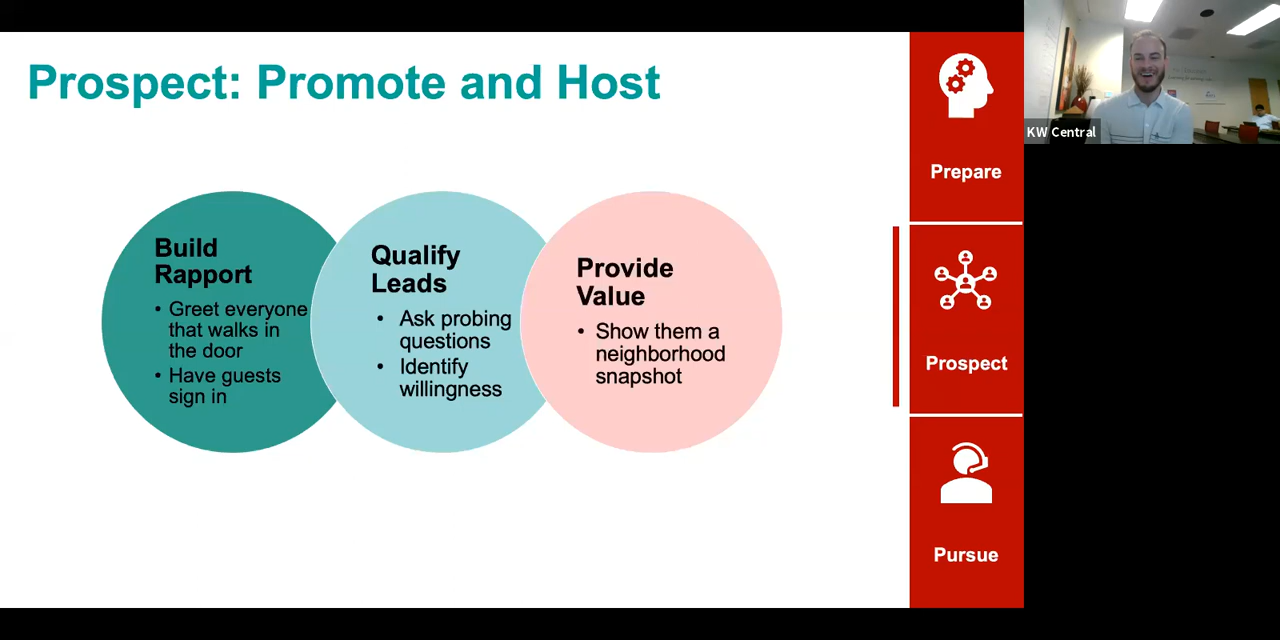 Prospect: Promote and Host
Build
Rapport
• Greet everyone
that walks in
the door
• Have guests
sign in
Qualify
Leads
• Ask probing
questions
• Identify
willingness
Provide
Value
• Show them a
neighborhood
snapshot
Prepare
Prospect
Pursue
KW Central